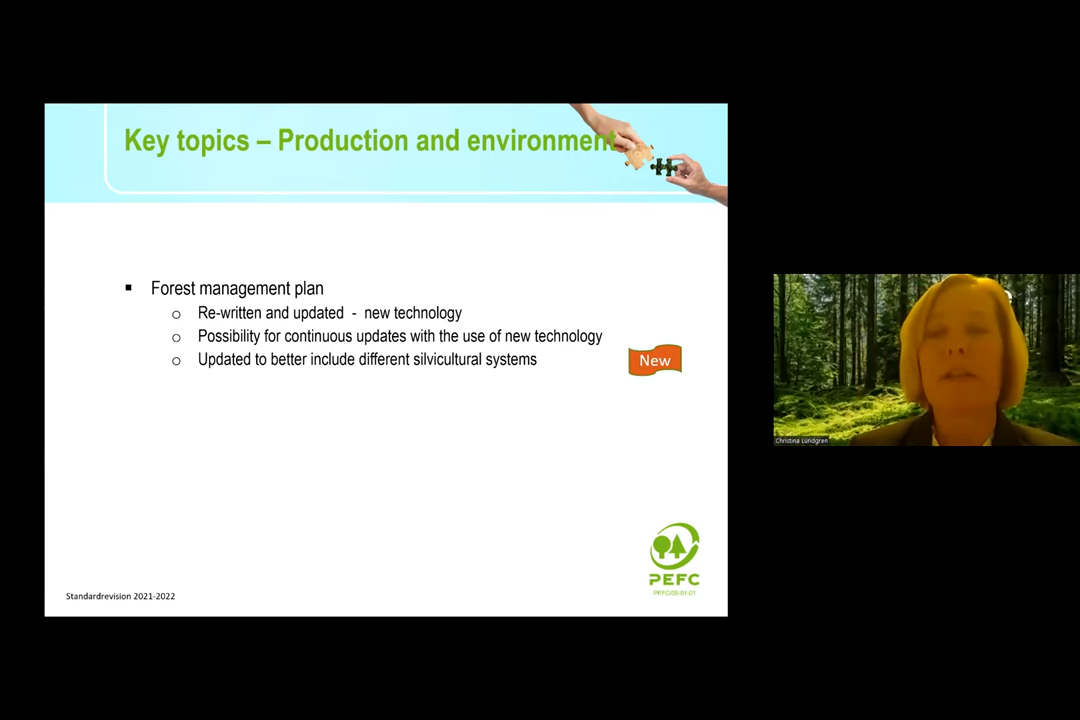 Key topics – Production and environment
▪ Forest management plan
o Re-written and updated - new technology
o Possibility for continuous updates with the use of new technology
o Updated to better include different silvicultural systems
New
PEFC
PEFC/05-01-01
Standardrevision 2021-2022
Christina Lundgren